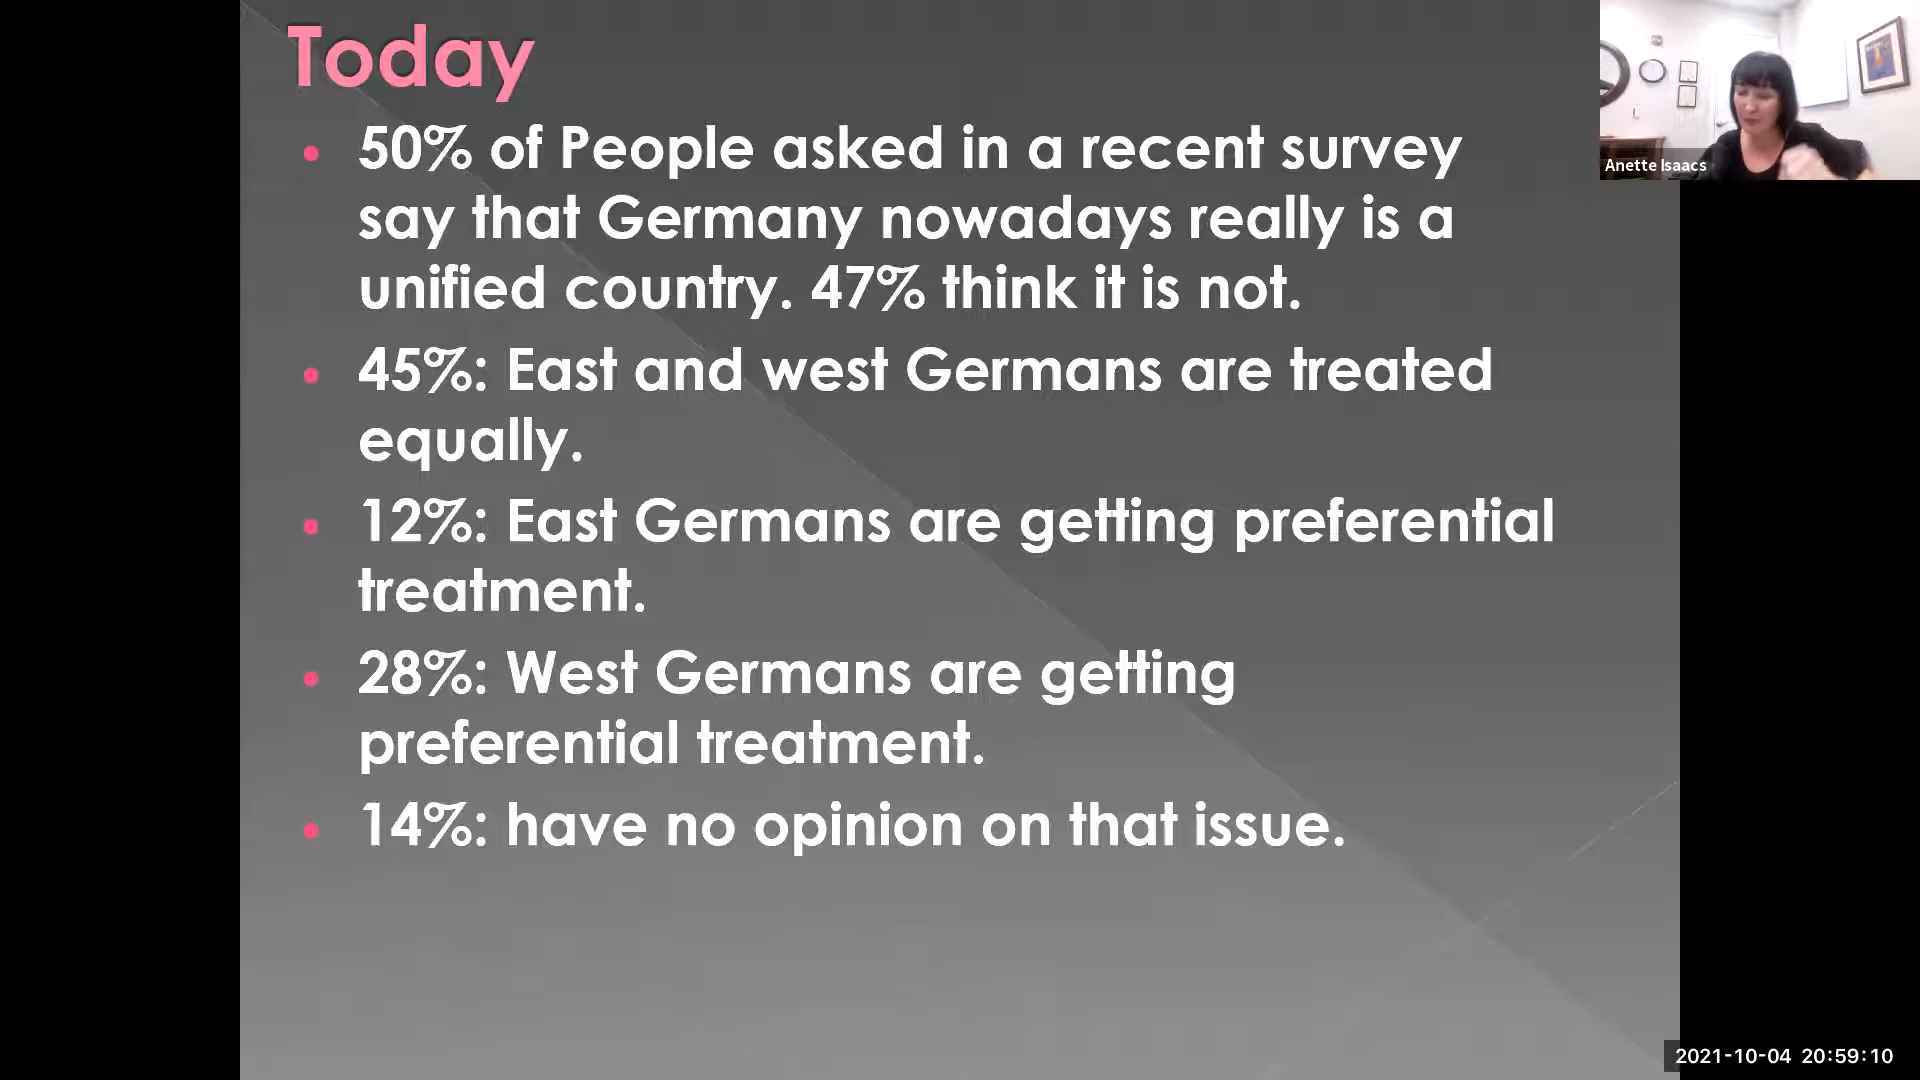 Today
• 50% of People asked in a recent survey
say that Germany nowadays really is a
unified country. 47% think it is not.
• 45%: East and west Germans are treated
equally.
• 12%: East Germans are getting preferential
treatment.
• 28%: West Germans are getting
preferential treatment.
• 14%: have no opinion on that issue.
Anette Isaacs
2021-10-04 20:59:10